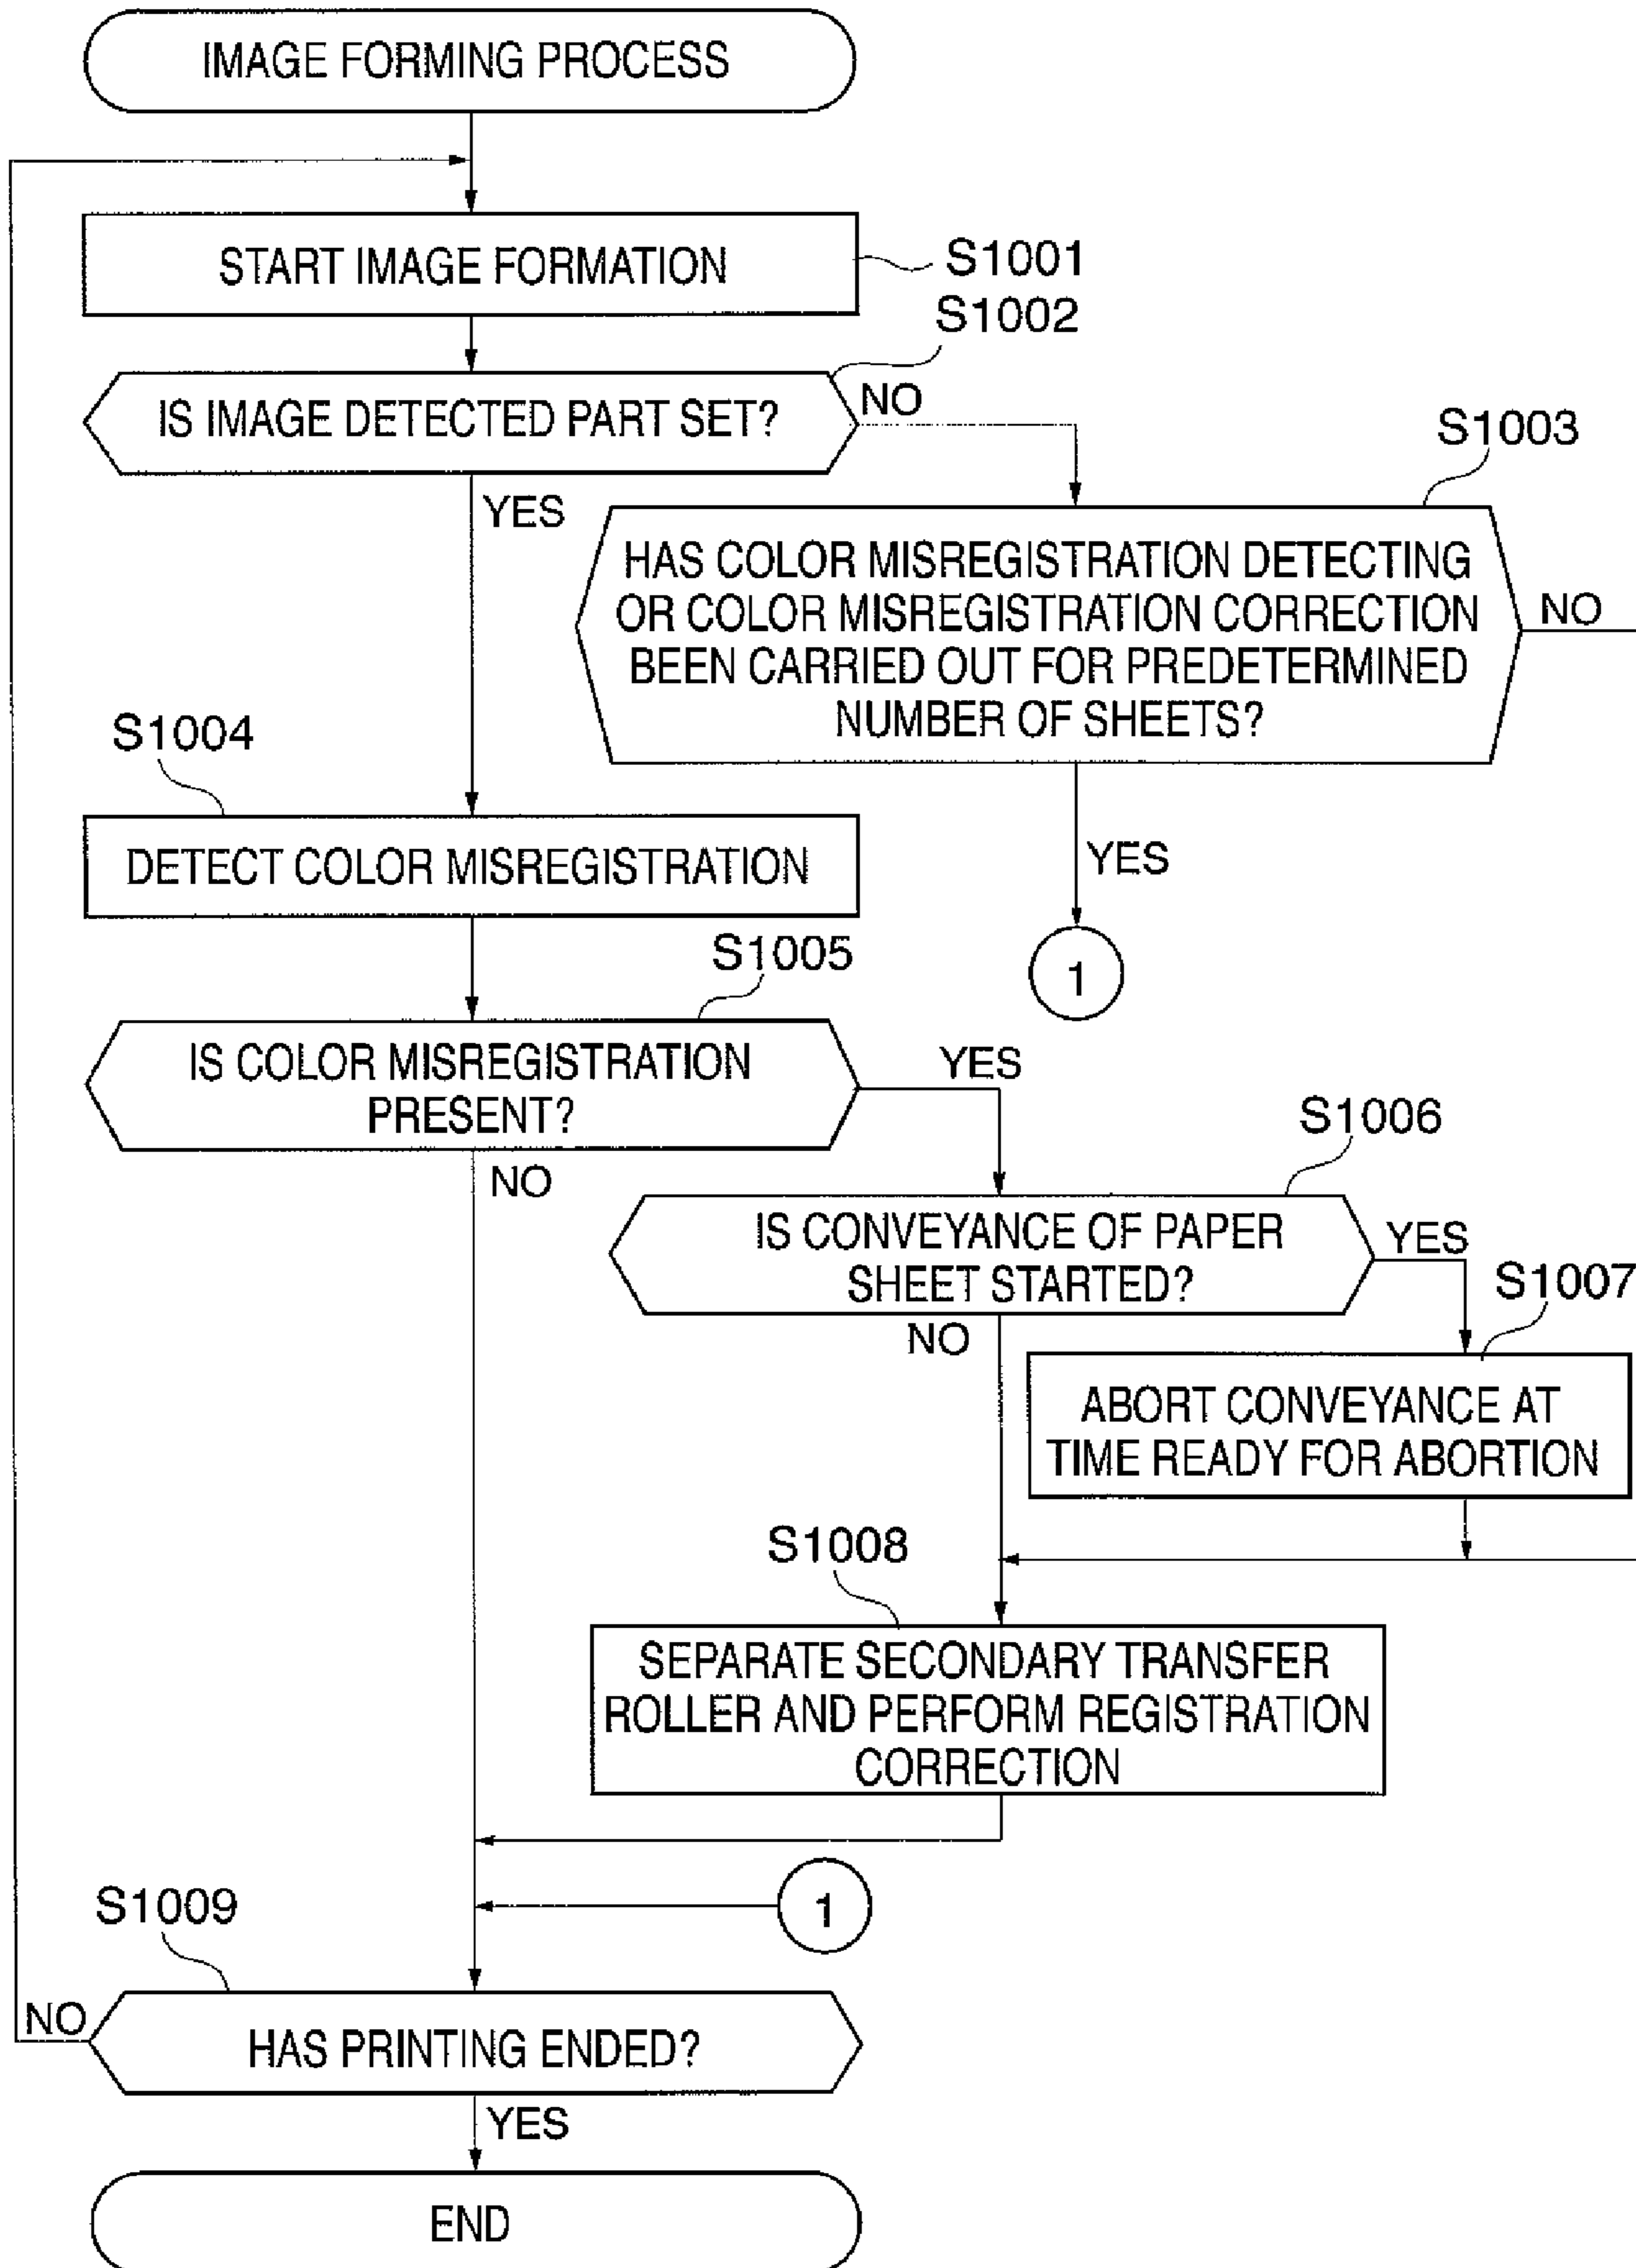 IMAGE FORMING PROCESS
START IMAGE FORMATION
S1001
S1002
IS IMAGE DETECTED PART SET?
NO
YES
S1003
HAS COLOR MISREGISTRATION DETECTING
OR COLOR MISREGISTRATION CORRECTION
BEEN CARRIED OUT FOR PREDETERMINED
NUMBER OF SHEETS?
NO
YES
1
S1004
DETECT COLOR MISREGISTRATION
S1005
IS COLOR MISREGISTRATION
PRESENT?
YES
NO
S1006
IS CONVEYANCE OF PAPER
SHEET STARTED?
YES
NO
S1007
ABORT CONVEYANCE AT
TIME READY FOR ABORTION
S1008
SEPARATE SECONDARY TRANSFER
ROLLER AND PERFORM REGISTRATION
CORRECTION
1
S1009
NO
HAS PRINTING ENDED?
YES
END